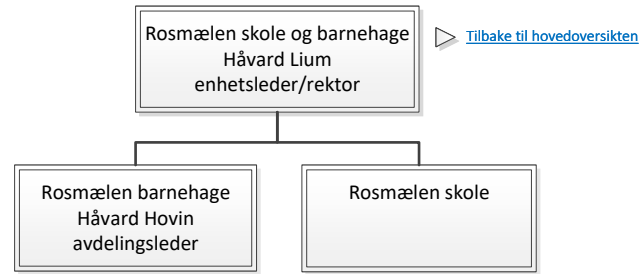 Rosmælen skole og barnehage
Håvard Lium
enhetsleder/rektor
Tilbake til hovedoversikten
Rosmælen barnehage
Håvard Hovin
avdelingsleder
Rosmælen skole